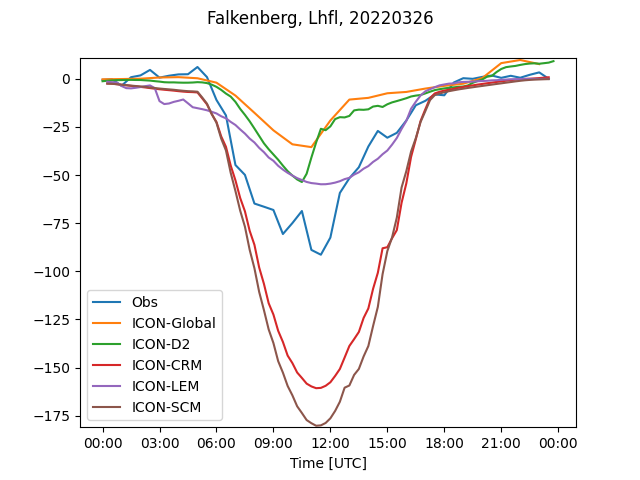 Falkenberg, Lhfl, 20220326
0
−25
−50
−75
−100
−125
−150
−175
Obs
ICON-Global
ICON-D2
ICON-CRM
ICON-LEM
ICON-SCM
00:00 03:00 06:00 09:00 12:00 15:00 18:00 21:00 00:00
Time [UTC]